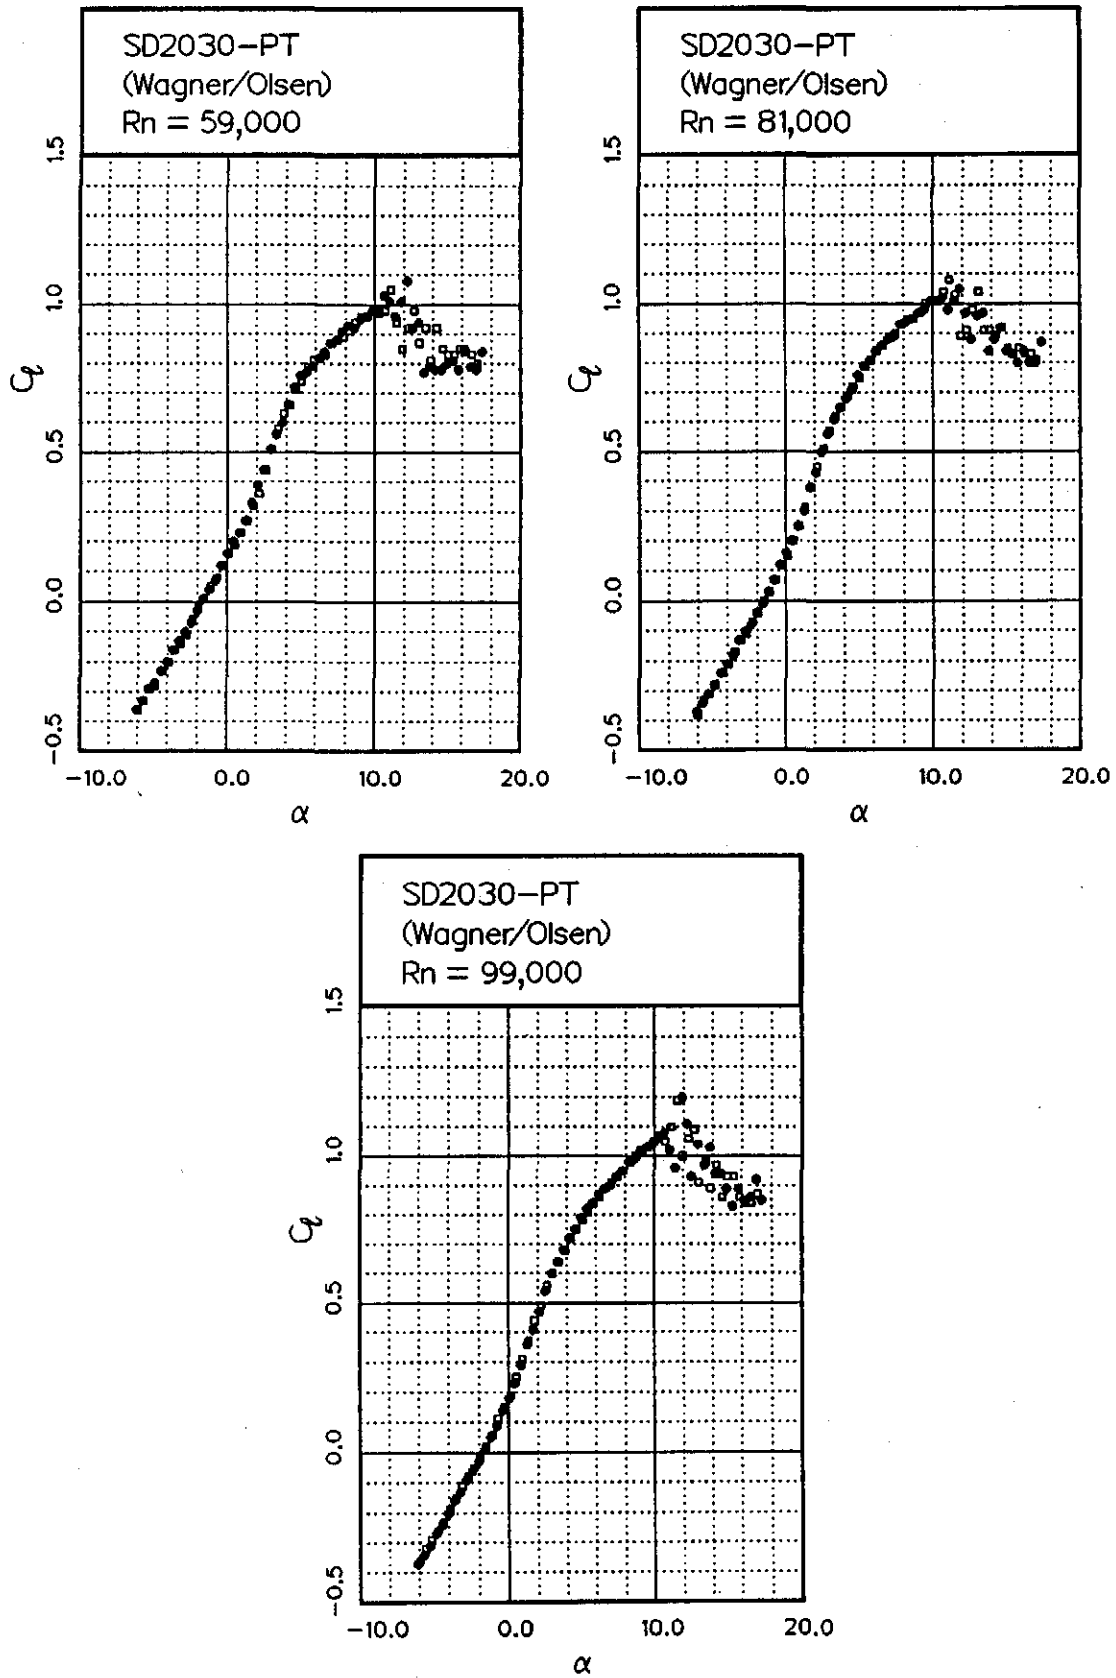 SD2030-PT
(Wagner/Olsen)
Rn = 59,000
1.5
1.0
0.5
0.0
-0.5
Cℓ
-10.0 0.0 10.0 20.0
α
SD2030-PT
(Wagner/Olsen)
Rn = 81,000
1.5
1.0
0.5
0.0
-0.5
Cℓ
-10.0 0.0 10.0 20.0
α
SD2030-PT
(Wagner/Olsen)
Rn = 99,000
1.5
1.0
0.5
0.0
-0.5
Cℓ
-10.0 0.0 10.0 20.0
α